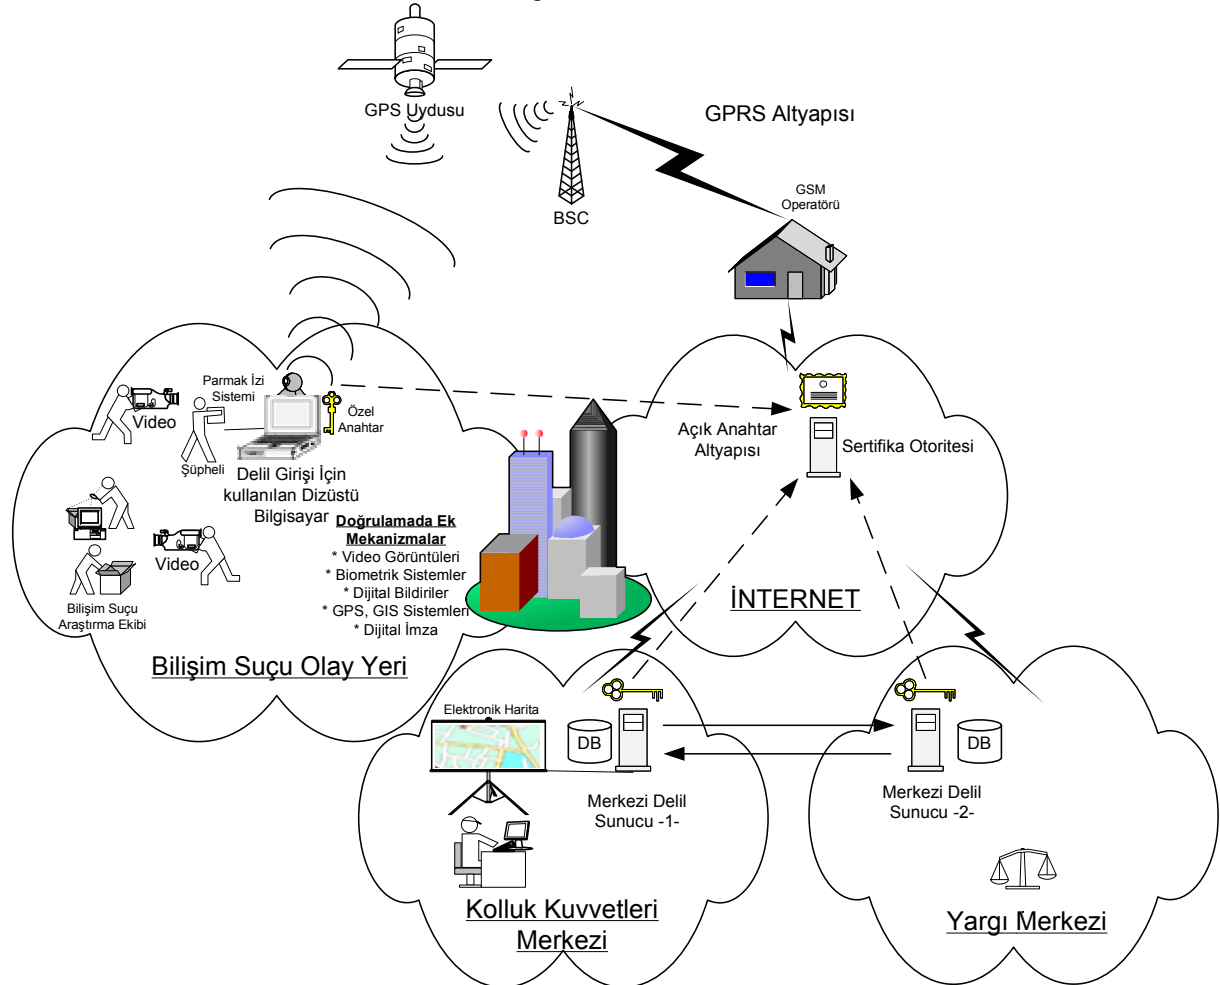 GPS Uydusu
GPRS Altyapısı
BSC
GSM
Operatörü
Parmak İzi
Sistemi
Video
Özel
Anahtar
Şüpheli
Delil Girişi İçin
kullanılan Dizüstü
Bilgisayar
Açık Anahtar
Altyapısı
Sertifika Otoritesi
Doğrulamada Ek
Mekanizmalar
* Video Görüntüleri
* Biometrik Sistemler
* Dijital Bildiriler
* GPS, GIS Sistemleri
* Dijital İmza
Video
Bilişim Suçu
Araştırma Ekibi
Bilişim Suçu Olay Yeri
İNTERNET
Elektronik Harita
DB
Merkezi Delil
Sunucu -1-
DB
Merkezi Delil
Sunucu -2-
Kolluk Kuvvetleri
Merkezi
Yargı Merkezi